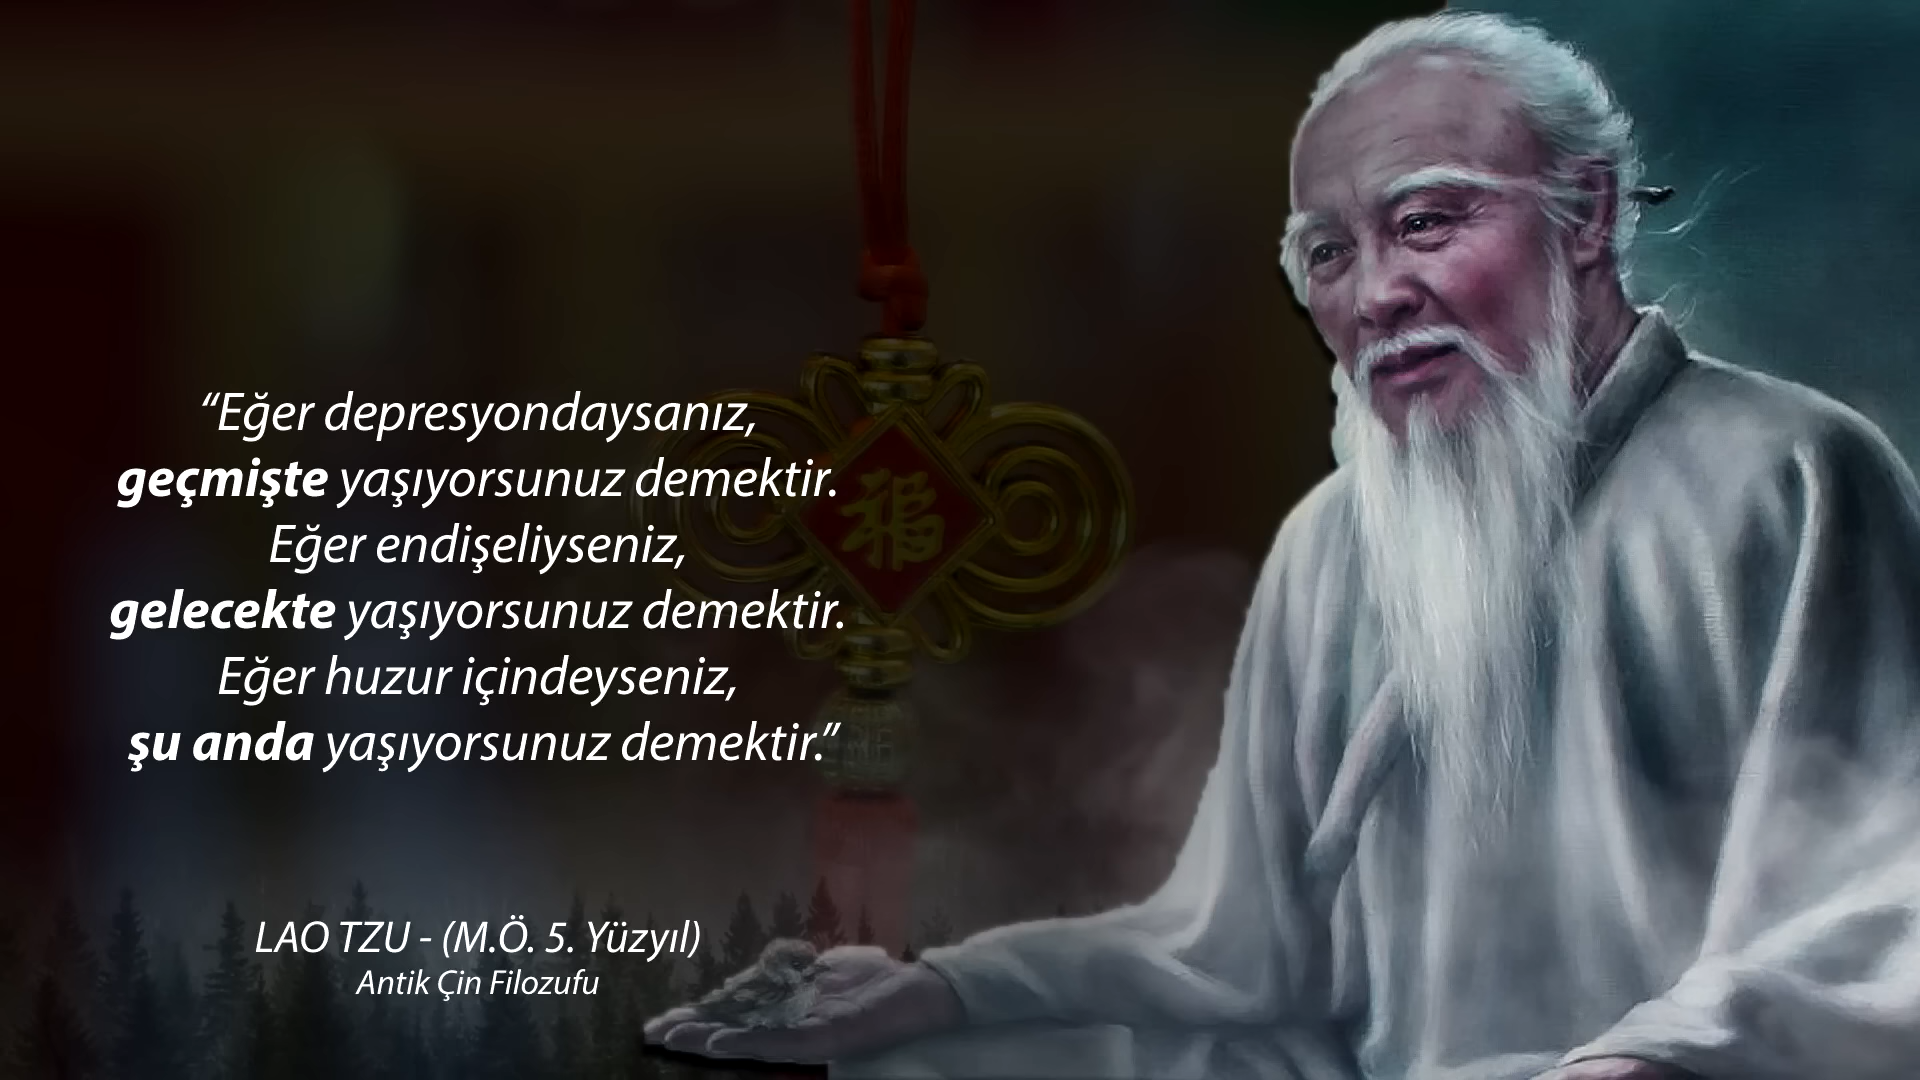 “Eğer depresyondaysanız,
geçmişte yaşıyorsunuz demektir.
Eğer endişeliyseniz,
gelecekte yaşıyorsunuz demektir.
Eğer huzur içindeyseniz,
şu anda yaşıyorsunuz demektir.”
福
LAO TZU - (M.Ö. 5. Yüzyıl)
Antik Çin Filozufu